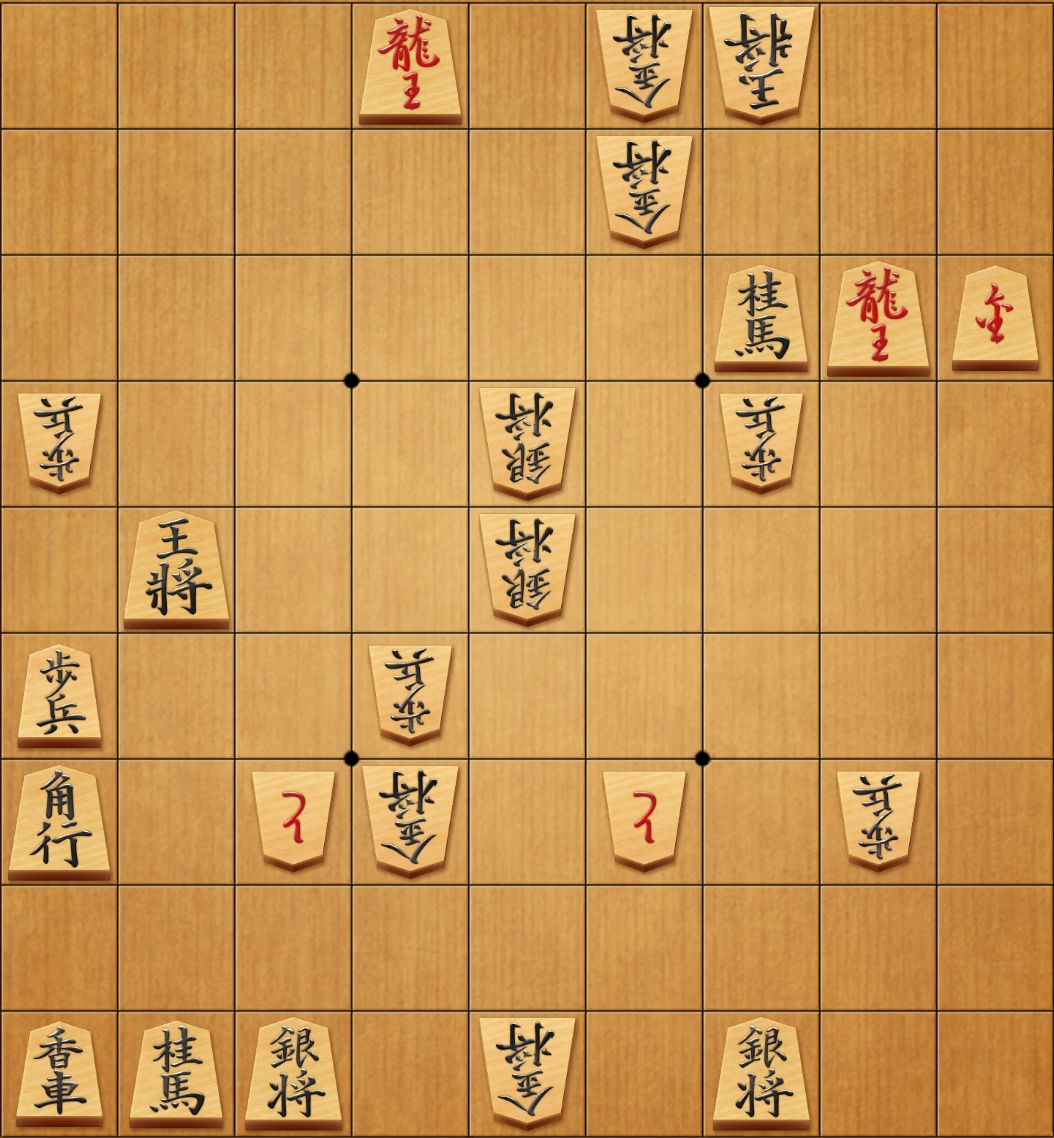 龍王 金将 玉将
金将
桂馬 龍王
歩兵 銀将 歩兵
王将 銀将
歩兵 歩兵
角行 と 金将 と 歩兵
香車 桂馬 銀将 金将 銀将